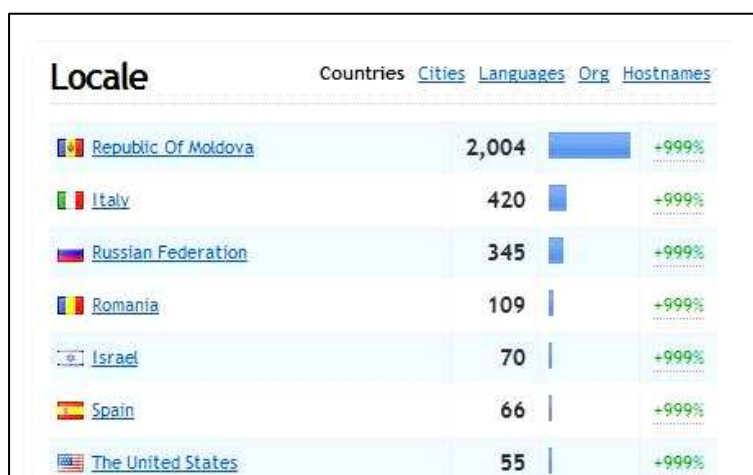 Locale Countries Cities Languages Org Hostnames
Republic Of Moldova 2,004 +999%
Italy 420 +999%
Russian Federation 345 +999%
Romania 109 +999%
Israel 70 +999%
Spain 66 +999%
The United States 55 +999%